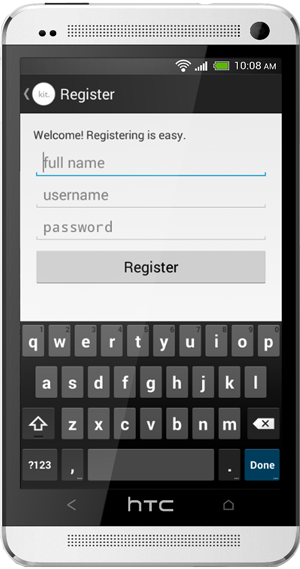 10:08 AM
kit.
Register
Welcome! Registering is easy.
full name
username
password
Register
1 2 3 4 5 6 7 8 9 0
q w e r t y u i o p
a s d f g h j k l
z x c v b n m
?123 , . Done
hTC